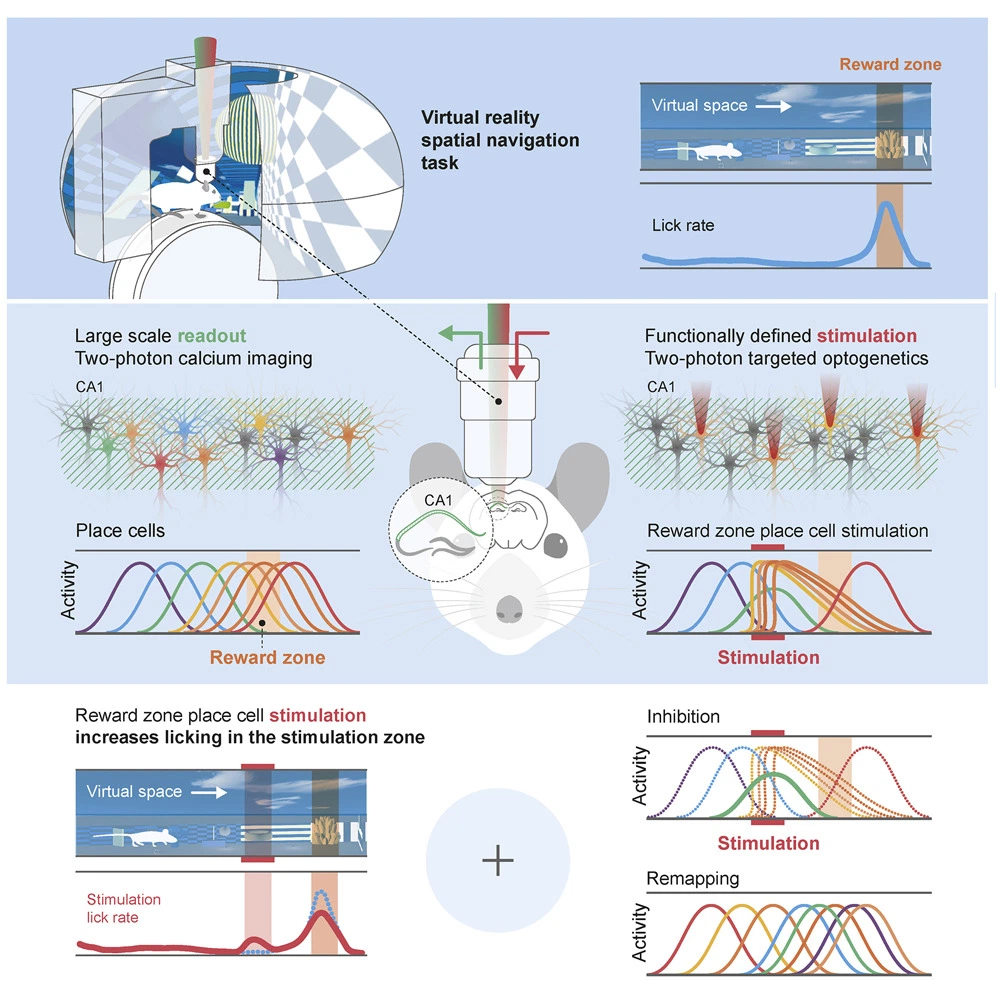 Virtual reality
spatial navigation
task
Reward zone
Virtual space
Lick rate
Large scale readout
Two-photon calcium imaging
CA1
Place cells
Activity
Reward zone
CA1
Functionally defined stimulation
Two-photon targeted optogenetics
CA1
Reward zone place cell stimulation
Activity
Stimulation
Reward zone place cell stimulation
increases licking in the stimulation zone
Virtual space
Stimulation
lick rate
+
Inhibition
Activity
Stimulation
Remapping
Activity